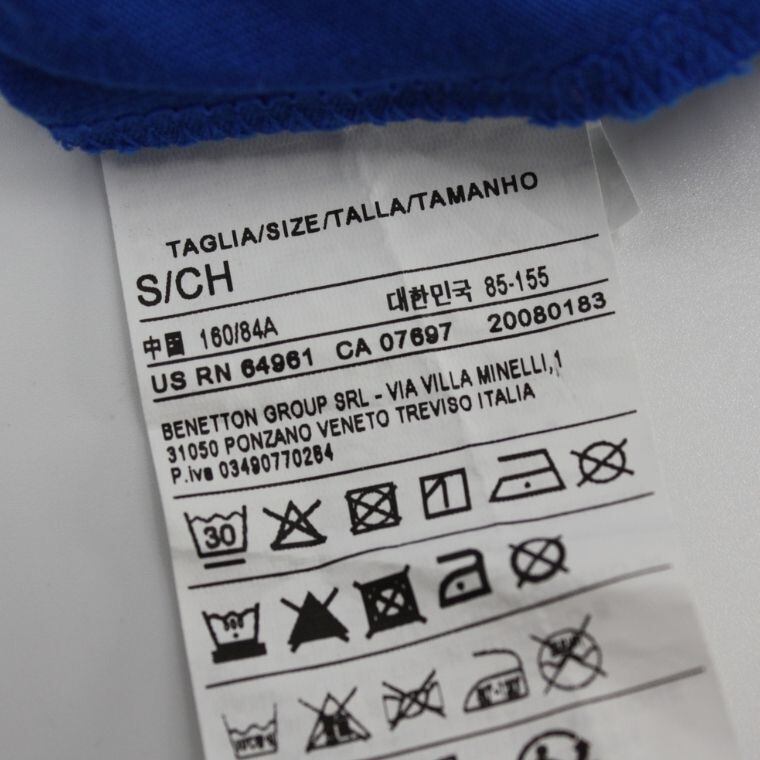 TAGLIA/SIZE/TALLA/TAMANHO
S/CH
中国 160/84A 대한민국 85-155
US RN 64961 CA 07697 20080183
BENETTON GROUP SRL - VIA VILLA MINELLI,1
31050 PONZANO VENETO TREVISO ITALIA
P.iva 03490770264
30